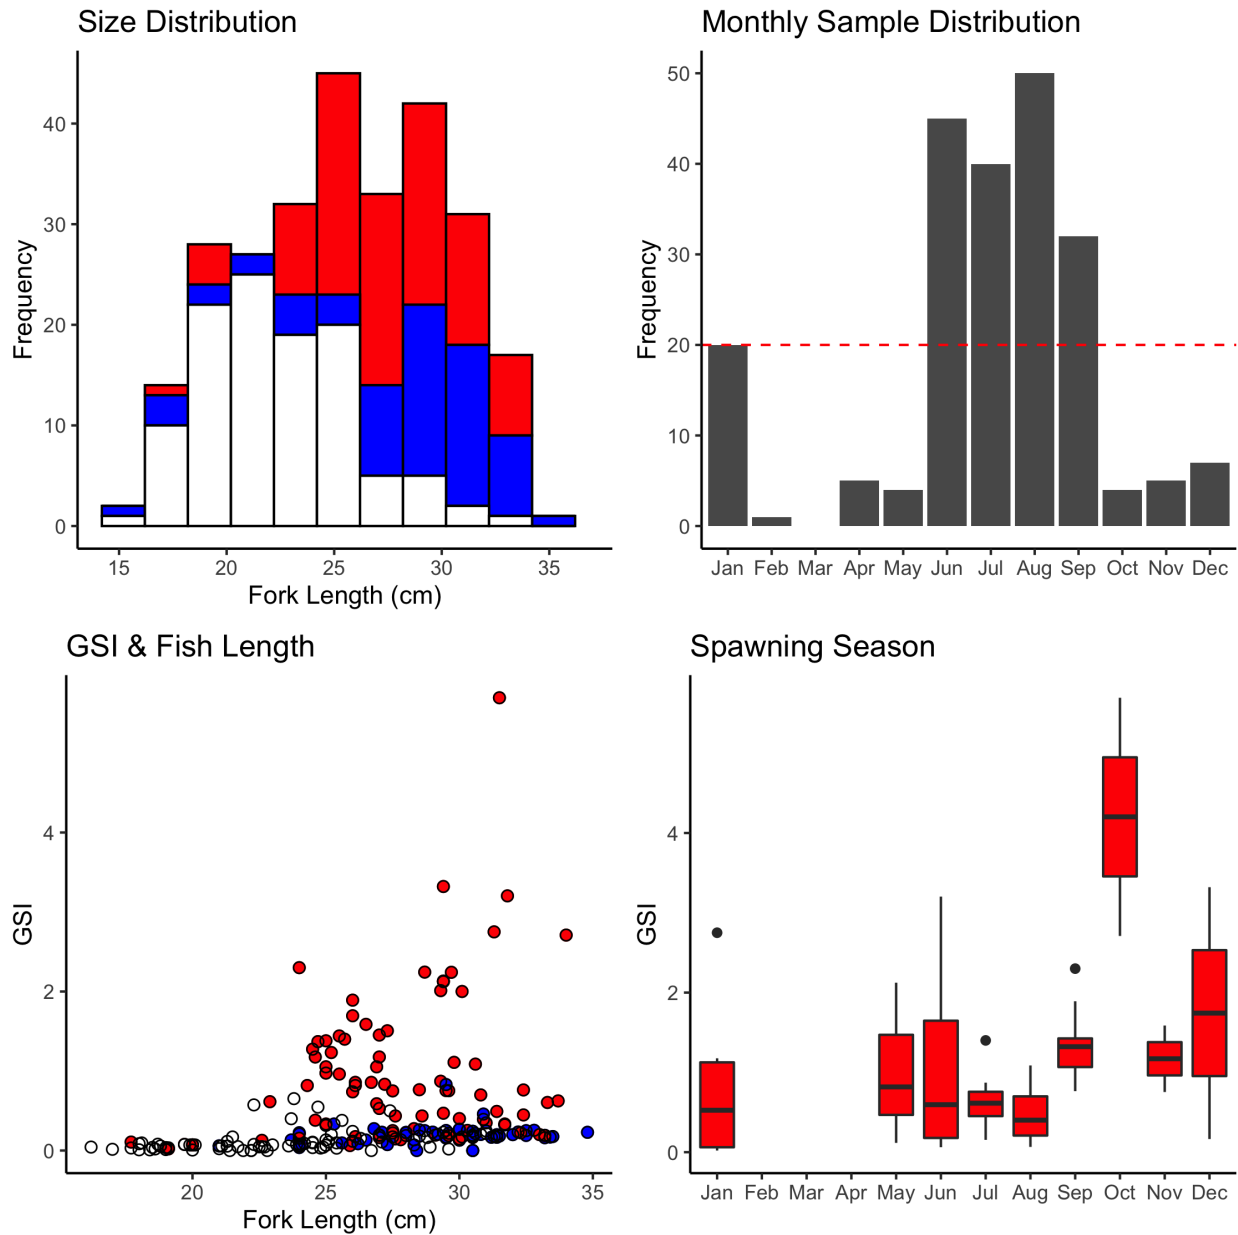 Size Distribution
Frequency
40
30
20
10
0
15 20 25 30 35
Fork Length (cm)
Monthly Sample Distribution
Frequency
50
40
30
20
10
0
Jan Feb Mar Apr May Jun Jul Aug Sep Oct Nov Dec
GSI & Fish Length
GSI
4
2
0
20 25 30 35
Fork Length (cm)
Spawning Season
GSI
4
2
0
Jan Feb Mar Apr May Jun Jul Aug Sep Oct Nov Dec